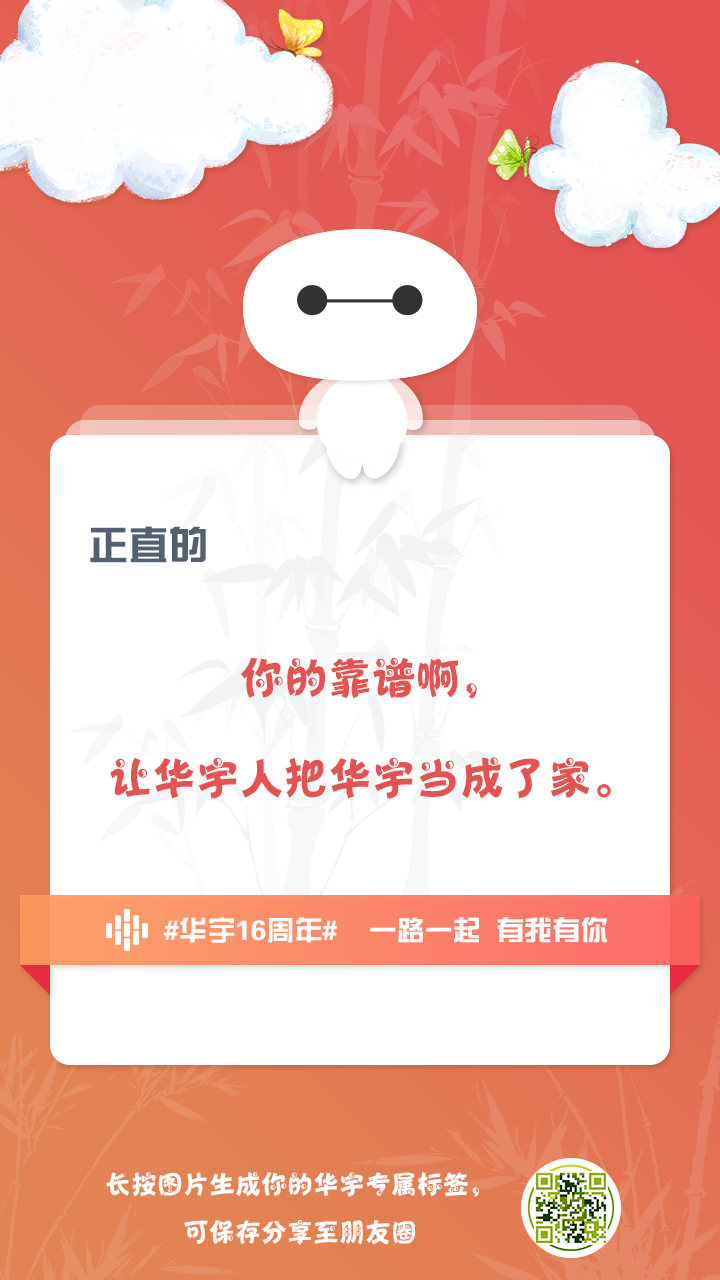 正直的
你的靠谱啊，
让华宇人把华宇当成了家。
#华宇16周年# 一路一起 有我有你
长按图片生成你的华宇专属标签，
可保存分享至朋友圈